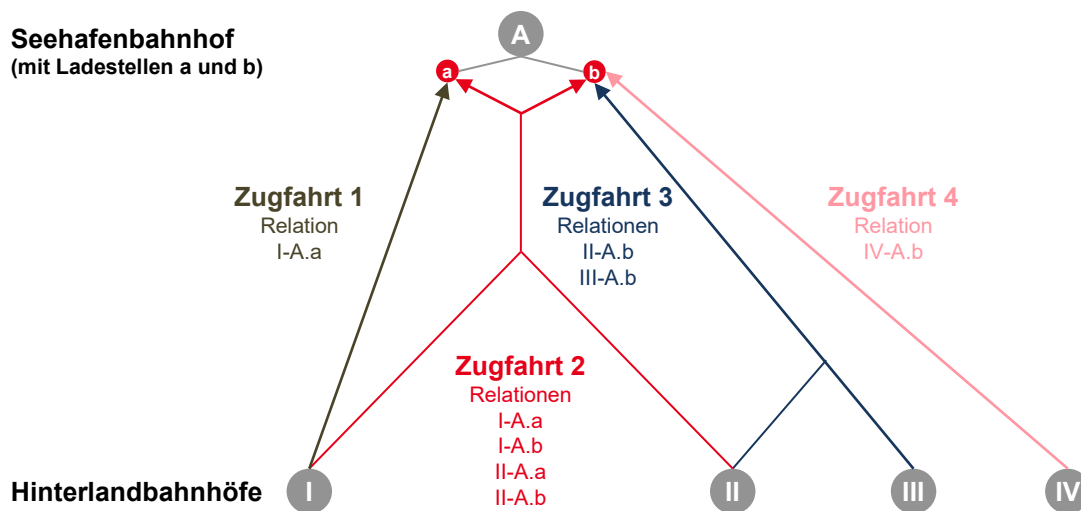 Seehafenbahnhof
(mit Ladestellen a und b)
A
a
b
Zugfahrt 1
Relation
I-A.a
Zugfahrt 3
Relationen
II-A.b
III-A.b
Zugfahrt 4
Relation
IV-A.b
Zugfahrt 2
Relationen
I-A.a
I-A.b
II-A.a
II-A.b
Hinterlandbahnhöfe
I
II
III
IV